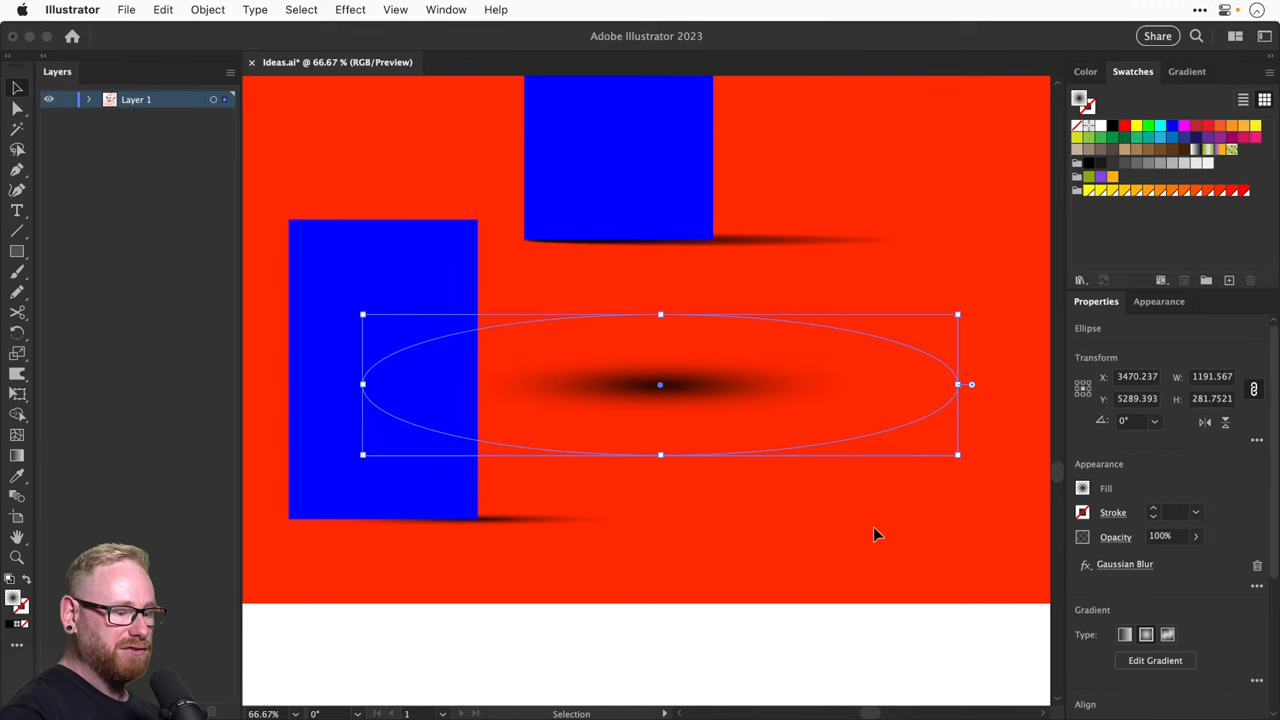 Illustrator File Edit Object Type Select Effect View Window Help
Adobe Illustrator 2023
Share
Layers
Ideas.ai* @ 66.67 % (RGB/Preview)
Color Swatches Gradient
Layer 1
Properties Appearance
Ellipse
Transform
X: 3470.237 W: 1191.567
Y: 5289.393 H: 281.7521
0°
Appearance
Fill
Stroke
Opacity 100%
fx Gaussian Blur
Gradient
Type:
Edit Gradient
Align
66.67% 0° 1 Selection